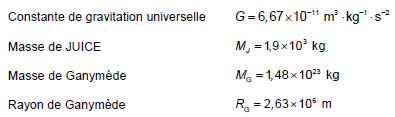 Constante de gravitation universelle G = 6,67×10⁻¹¹ m³ · kg⁻¹ · s⁻²
Masse de JUICE M_J = 1,9×10³ kg
Masse de Ganymède M_G = 1,48×10²³ kg
Rayon de Ganymède R_G = 2,63×10⁶ m